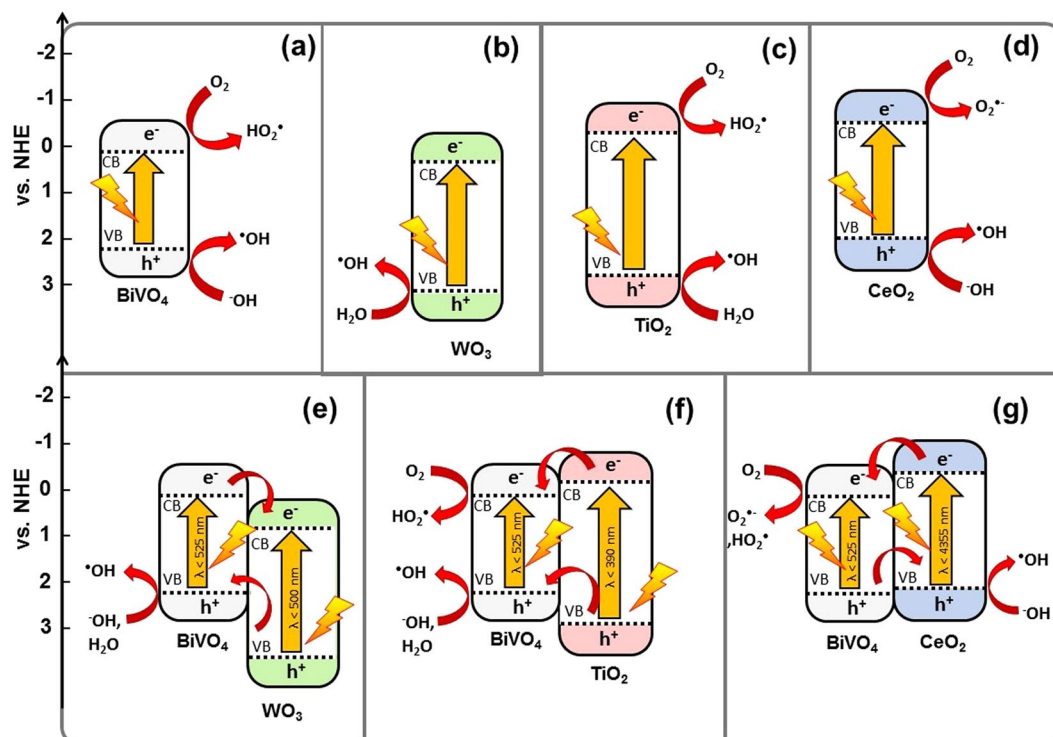 (a)
(b)
(c)
(d)
vs. NHE
-2
-1
0
1
2
3
O₂
e⁻
HO₂•
CB
VB
h⁺
•OH
⁻OH
BiVO₄
e⁻
CB
VB
h⁺
•OH
H₂O
WO₃
O₂
e⁻
HO₂•
CB
VB
h⁺
•OH
H₂O
TiO₂
O₂
e⁻
O₂•⁻
CB
VB
h⁺
•OH
⁻OH
CeO₂
(e)
(f)
(g)
vs. NHE
-2
-1
0
1
2
3
e⁻
CB
λ < 525 nm
VB
h⁺
•OH
⁻OH,
H₂O
BiVO₄
e⁻
CB
λ < 500 nm
VB
h⁺
WO₃
O₂
HO₂•
•OH
⁻OH,
H₂O
e⁻
CB
λ < 525 nm
VB
h⁺
BiVO₄
e⁻
CB
λ < 390 nm
VB
h⁺
TiO₂
O₂
O₂•⁻
,HO₂•
e⁻
CB
λ < 525 nm
VB
h⁺
BiVO₄
e⁻
CB
λ < 4355 nm
VB
h⁺
CeO₂
•OH
⁻OH